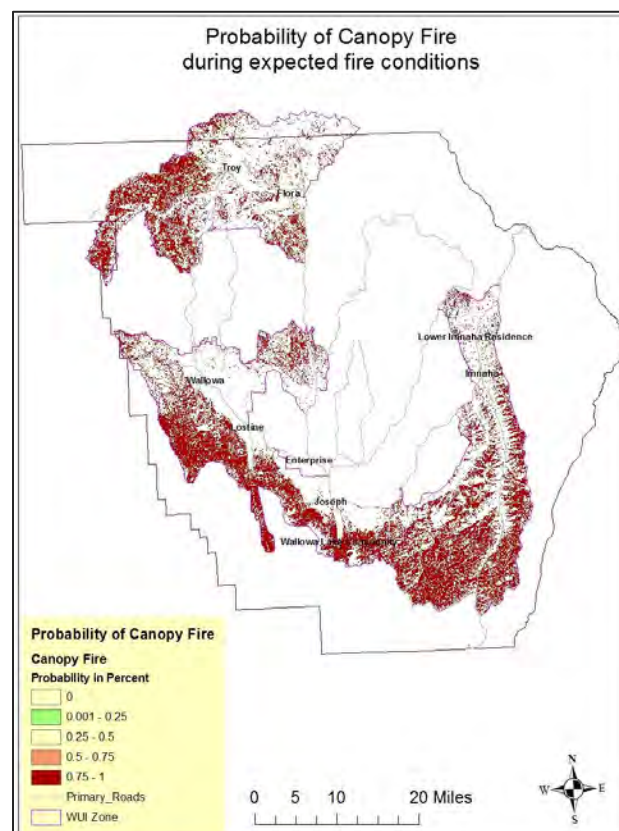 Probability of Canopy Fire
during expected fire conditions
Troy
Flora
Lower Imnaha Residence
Imnaha
Wallowa
Lostine
Enterprise
Joseph
Wallowa Lake
Probability of Canopy Fire
Canopy Fire
Probability in Percent
0
0.001 - 0.25
0.25 - 0.5
0.5 - 0.75
0.75 - 1
Primary_Roads
WUI Zone
0 5 10 20 Miles
N
W E
S